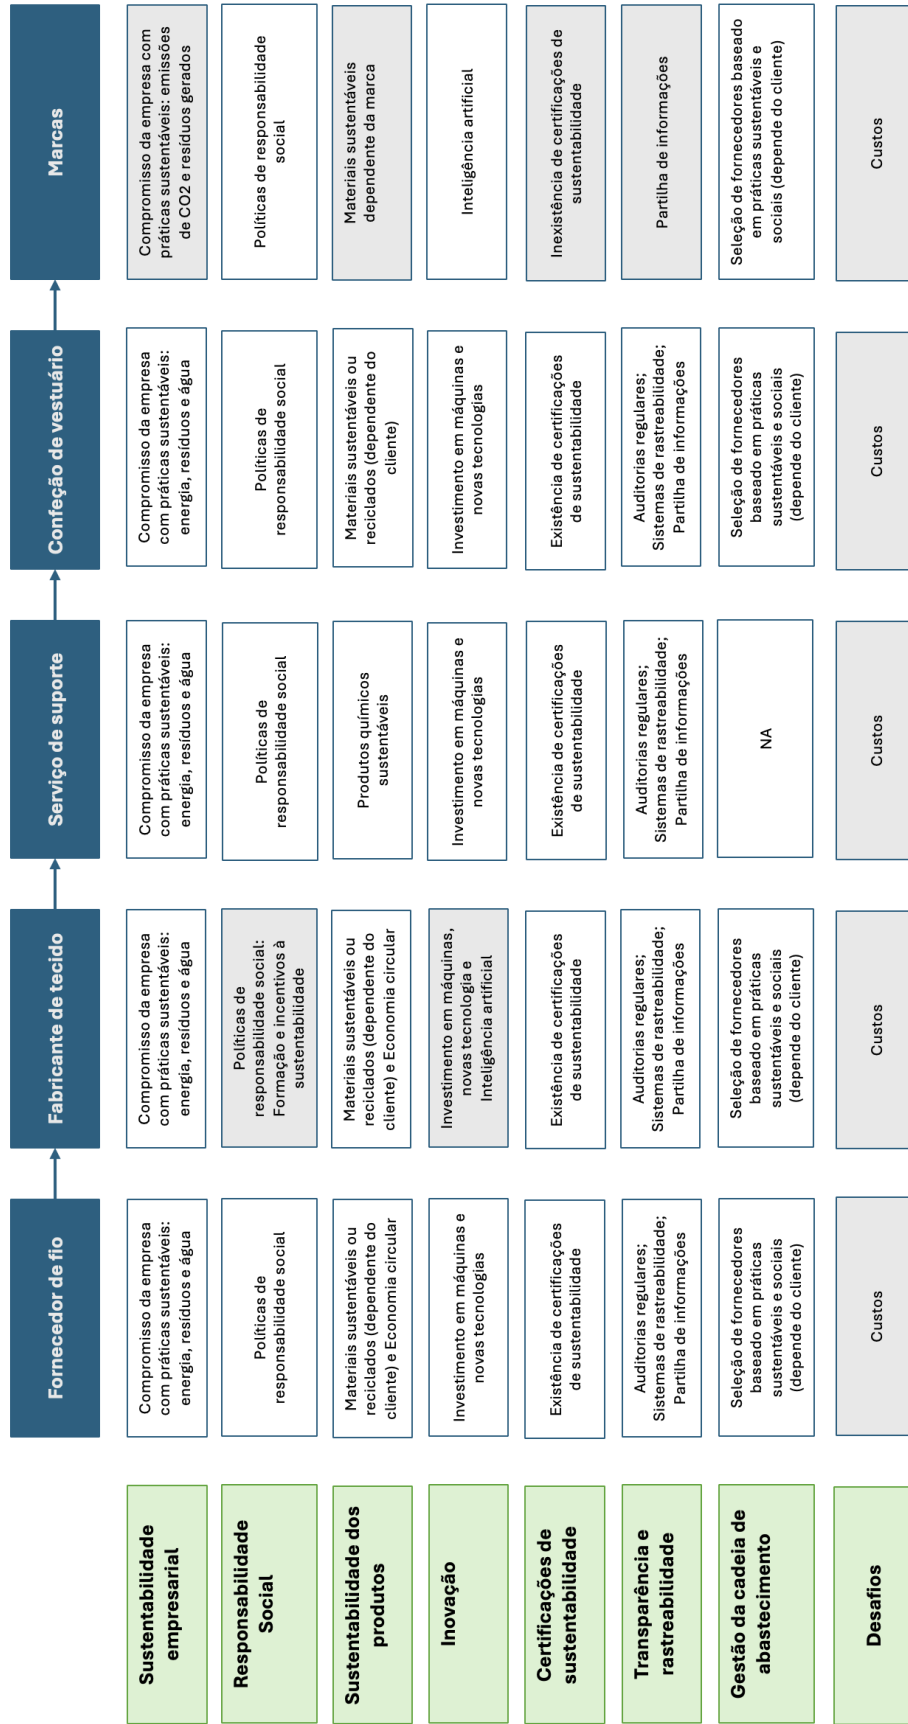 Fornecedor de fio
Fabricante de tecido
Serviço de suporte
Confeção de vestuário
Marcas
Sustentabilidade
empresarial
Compromisso da empresa
com práticas sustentáveis:
energia, resíduos e água
Compromisso da empresa
com práticas sustentáveis:
energia, resíduos e água
Compromisso da empresa
com práticas sustentáveis:
energia, resíduos e água
Compromisso da empresa
com práticas sustentáveis:
energia, resíduos e água
Compromisso da empresa com
práticas sustentáveis: emissões
de CO2 e resíduos gerados
Responsabilidade
Social
Políticas de
responsabilidade social
Políticas de
responsabilidade social:
Formação e incentivos à
sustentabilidade
Políticas de
responsabilidade social
Políticas de
responsabilidade social
Políticas de responsabilidade
social
Sustentabilidade dos
produtos
Materiais sustentáveis ou
reciclados (dependente do
cliente) e Economia circular
Materiais sustentáveis ou
reciclados (dependente do
cliente) e Economia circular
Produtos químicos
sustentáveis
Materiais sustentáveis ou
reciclados (dependente do
cliente)
Materiais sustentáveis
dependente da marca
Inovação
Investimento em máquinas e
novas tecnologias
Investimento em máquinas,
novas tecnologia e
Inteligência artificial
Investimento em máquinas e
novas tecnologias
Investimento em máquinas e
novas tecnologias
Inteligência artificial
Certificações de
sustentabilidade
Existência de certificações
de sustentabilidade
Existência de certificações
de sustentabilidade
Existência de certificações
de sustentabilidade
Existência de certificações
de sustentabilidade
Inexistência de certificações de
sustentabilidade
Transparência e
rastreabilidade
Auditorias regulares;
Sistemas de rastreabilidade;
Partilha de informações
Auditorias regulares;
Sistemas de rastreabilidade;
Partilha de informações
Auditorias regulares;
Sistemas de rastreabilidade;
Partilha de informações
Auditorias regulares;
Sistemas de rastreabilidade;
Partilha de informações
Partilha de informações
Gestão da cadeia de
abastecimento
Seleção de fornecedores
baseado em práticas
sustentáveis e sociais
(depende do cliente)
Seleção de fornecedores
baseado em práticas
sustentáveis e sociais
(depende do cliente)
NA
Seleção de fornecedores
baseado em práticas
sustentáveis e sociais
(depende do cliente)
Seleção de fornecedores baseado
em práticas sustentáveis e
sociais (depende do cliente)
Desafios
Custos
Custos
Custos
Custos
Custos